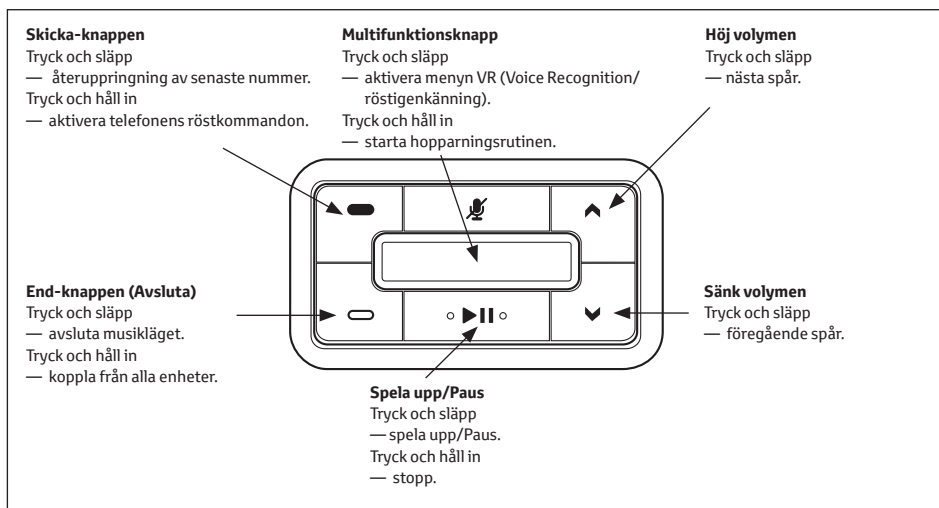 Skicka-knappen
Tryck och släpp
— återuppringning av senaste nummer.
Tryck och håll in
— aktivera telefonens röstkommandon.
Multifunktionsknapp
Tryck och släpp
— aktivera menyn VR (Voice Recognition/
röstigenkänning).
Tryck och håll in
— starta hopparningsrutinen.
Höj volymen
Tryck och släpp
— nästa spår.
End-knappen (Avsluta)
Tryck och släpp
— avsluta musikläget.
Tryck och håll in
— koppla från alla enheter.
Sänk volymen
Tryck och släpp
— föregående spår.
Spela upp/Paus
Tryck och släpp
— spela upp/Paus.
Tryck och håll in
— stopp.